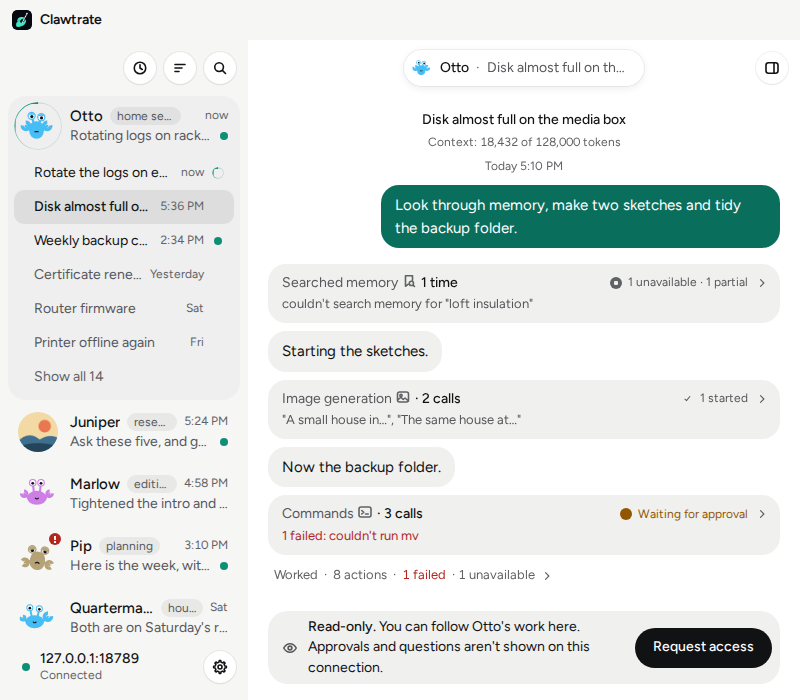 Clawtrate
Otto
home se...
now
Rotating logs on rack...
Rotate the logs on e...
now
Disk almost full o...
5:36 PM
Weekly backup c...
2:34 PM
Certificate rene...
Yesterday
Router firmware
Sat
Printer offline again
Fri
Show all 14
Juniper
rese...
5:24 PM
Ask these five, and g...
Marlow
editi...
4:58 PM
Tightened the intro and ...
Pip
planning
3:10 PM
Here is the week, wit...
Quarterma...
hou...
Sat
Both are on Saturday's r...
127.0.0.1:18789
Connected
Otto · Disk almost full on th...
Disk almost full on the media box
Context: 18,432 of 128,000 tokens
Today 5:10 PM
Look through memory, make two sketches and tidy
the backup folder.
Searched memory 1 time
1 unavailable · 1 partial
couldn't search memory for "loft insulation"
Starting the sketches.
Image generation · 2 calls
1 started
"A small house in...", "The same house at..."
Now the backup folder.
Commands · 3 calls
Waiting for approval
1 failed: couldn't run mv
Worked · 8 actions · 1 failed · 1 unavailable
Read-only. You can follow Otto's work here.
Approvals and questions aren't shown on this
connection.
Request access